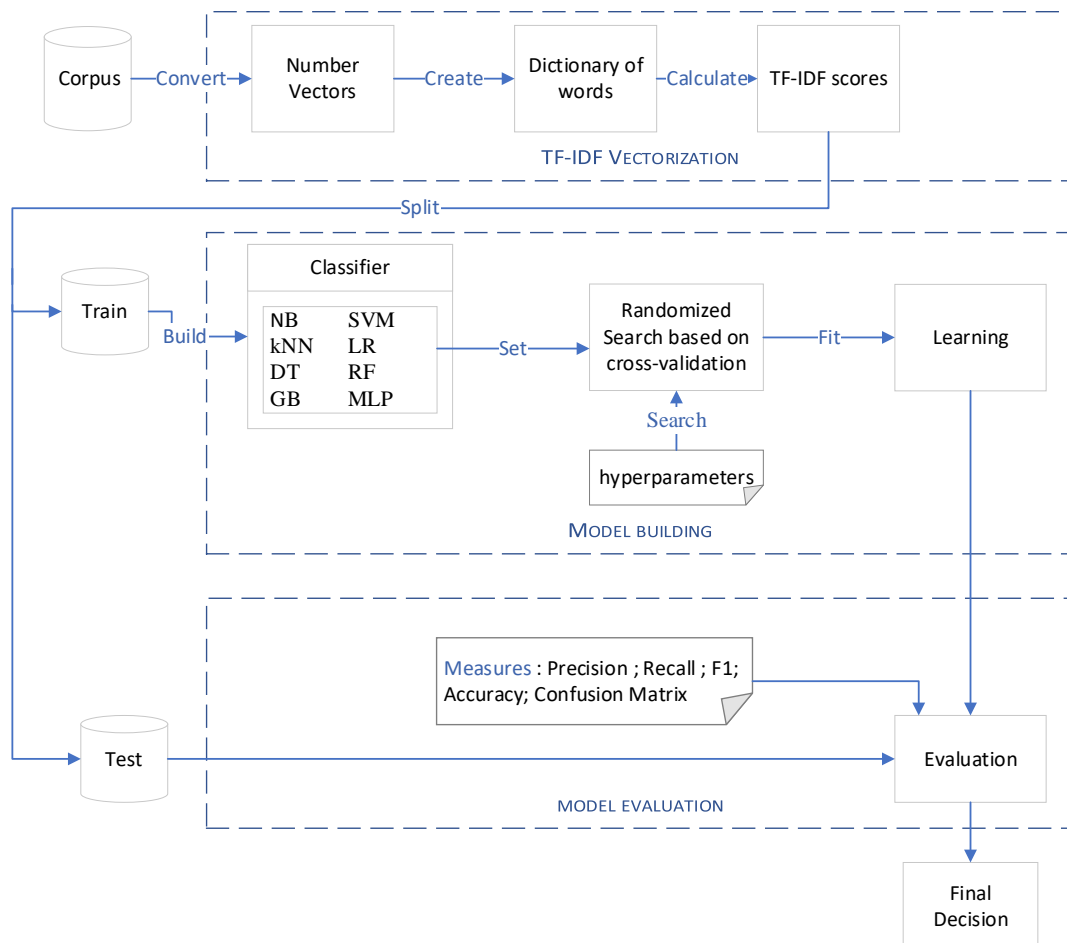 Corpus
Convert
Number
Vectors
Create
Dictionary of
words
Calculate
TF-IDF scores
TF-IDF VECTORIZATION
Split
Train
Build
Classifier
NB SVM
kNN LR
DT RF
GB MLP
Set
Randomized
Search based on
cross-validation
Fit
Learning
Search
hyperparameters
MODEL BUILDING
Measures : Precision ; Recall ; F1;
Accuracy; Confusion Matrix
Test
Evaluation
MODEL EVALUATION
Final
Decision